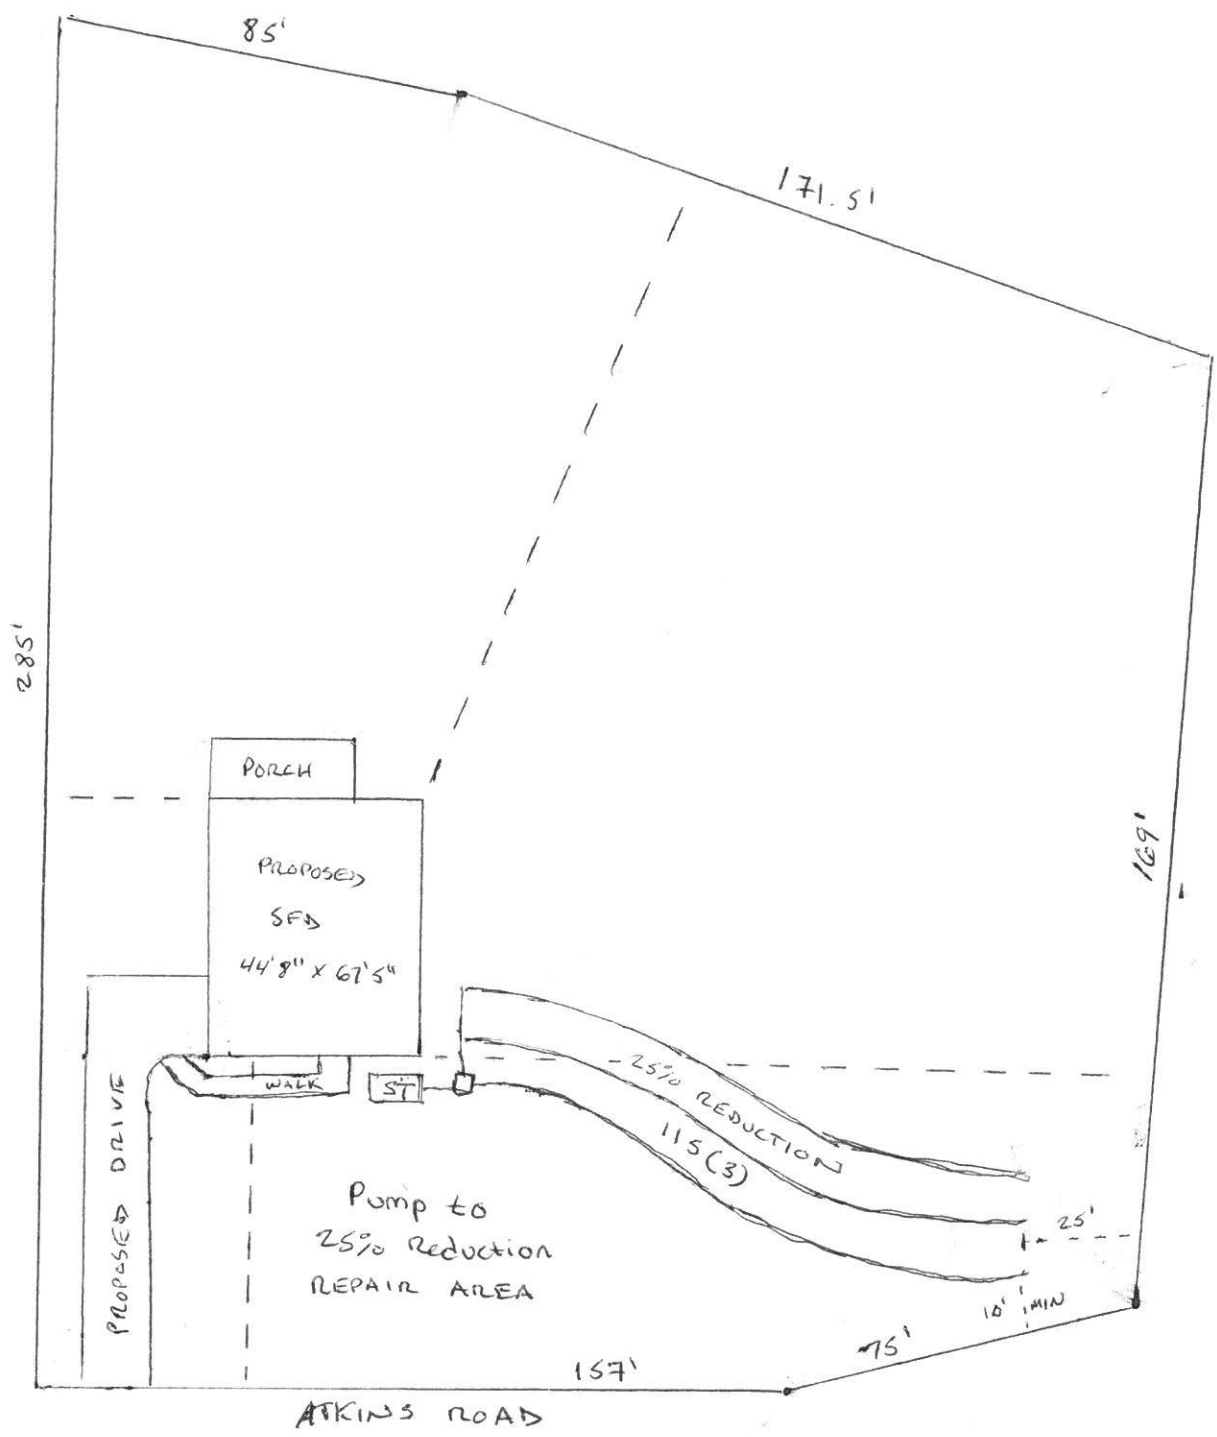 85'
171.5'
285'
PORCH
PROPOSED
SFD
44'8" x 67'5"
169'
WALK
ST
25% REDUCTION
115(3)
PROPOSED DRIVE
Pump to
25% Reduction
REPAIR AREA
25'
10' MIN
75'
157'
ATKINS ROAD